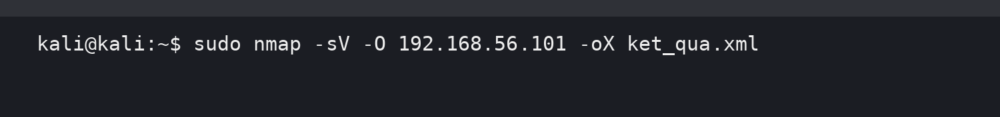 kali@kali:~$ sudo nmap -sV -O 192.168.56.101 -oX ket_qua.xml